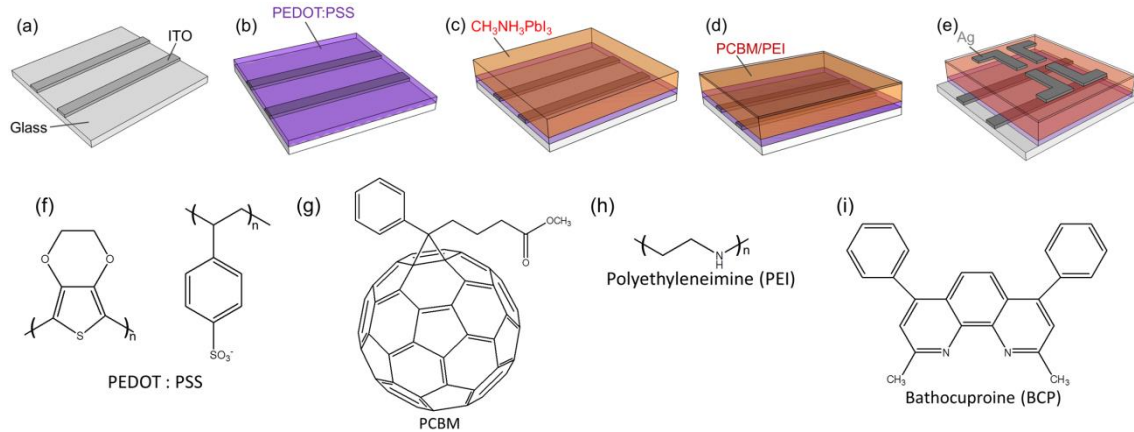 (a)
ITO
Glass
(b)
PEDOT:PSS
(c)
CH₃NH₃PbI₃
(d)
PCBM/PEI
(e)
Ag
(f)
O
O
S
n
n
SO₃⁻
PEDOT : PSS
(g)
OCH₃
O
PCBM
(h)
N
H
n
Polyethyleneimine (PEI)
(i)
N
N
CH₃
CH₃
Bathocuproine (BCP)